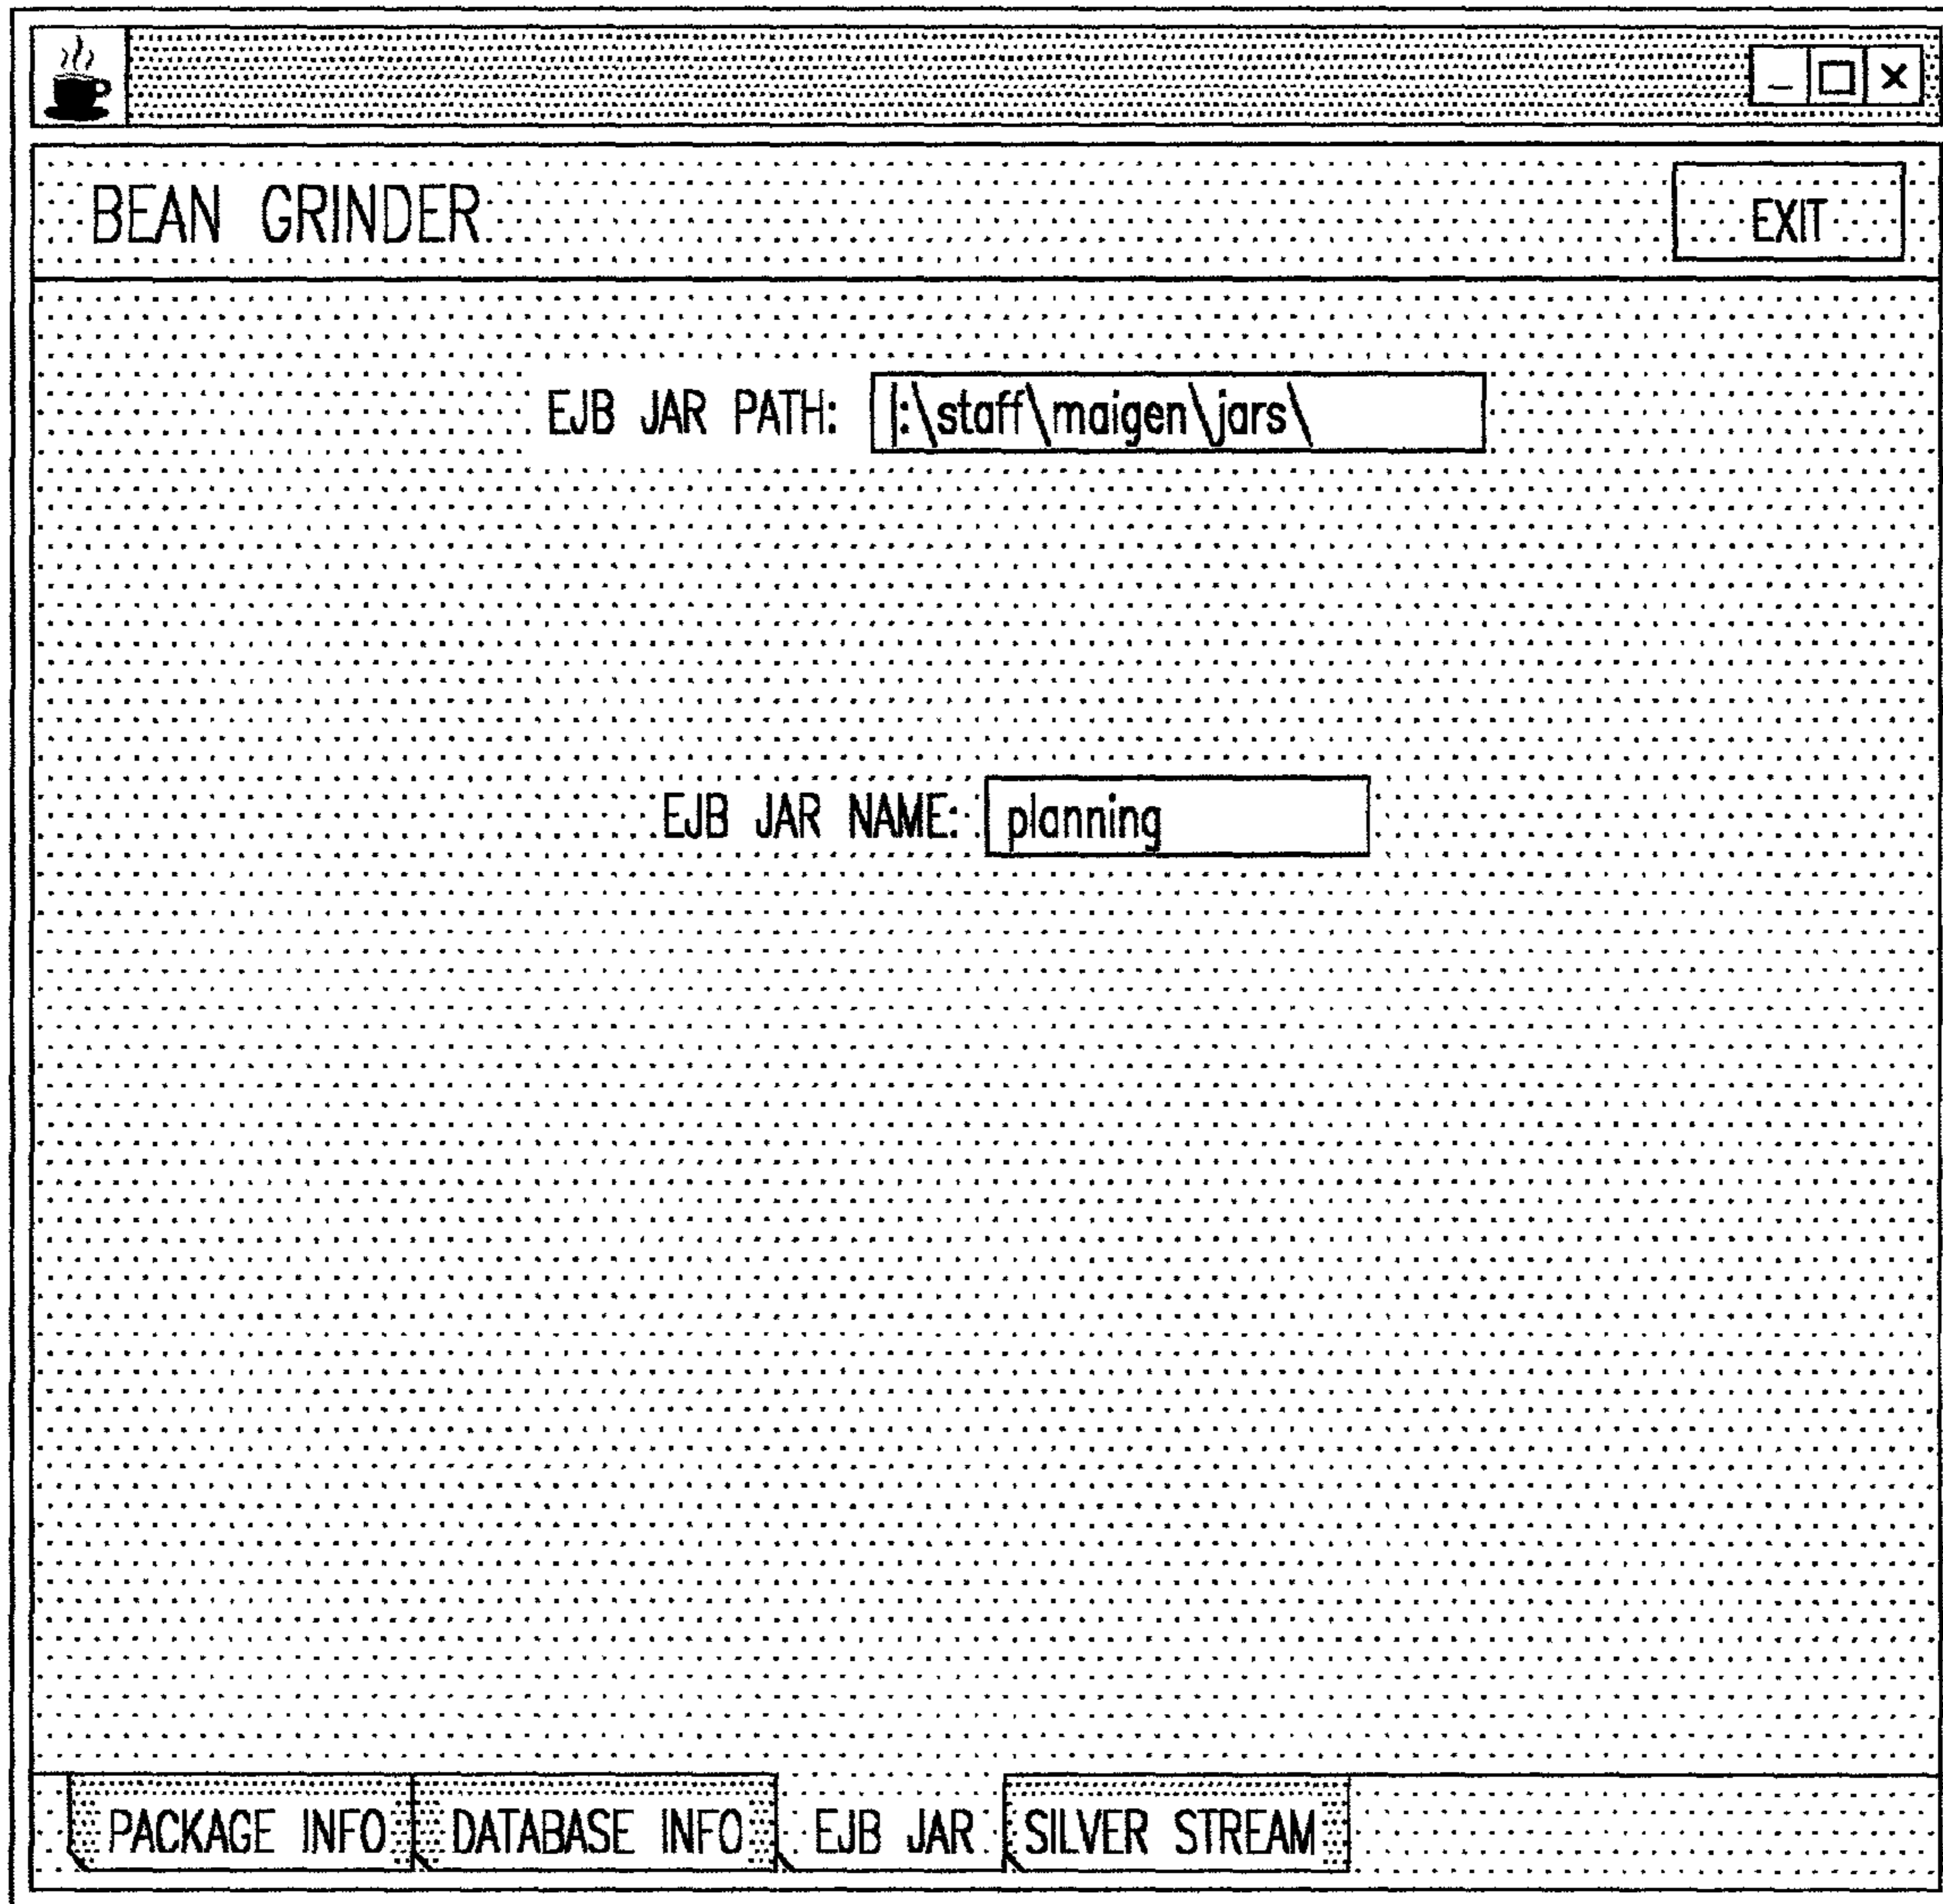 BEAN GRINDER
EXIT
EJB JAR PATH: |:\staff\maigen\jars\
EJB JAR NAME: planning
PACKAGE INFO DATABASE INFO EJB JAR SILVER STREAM